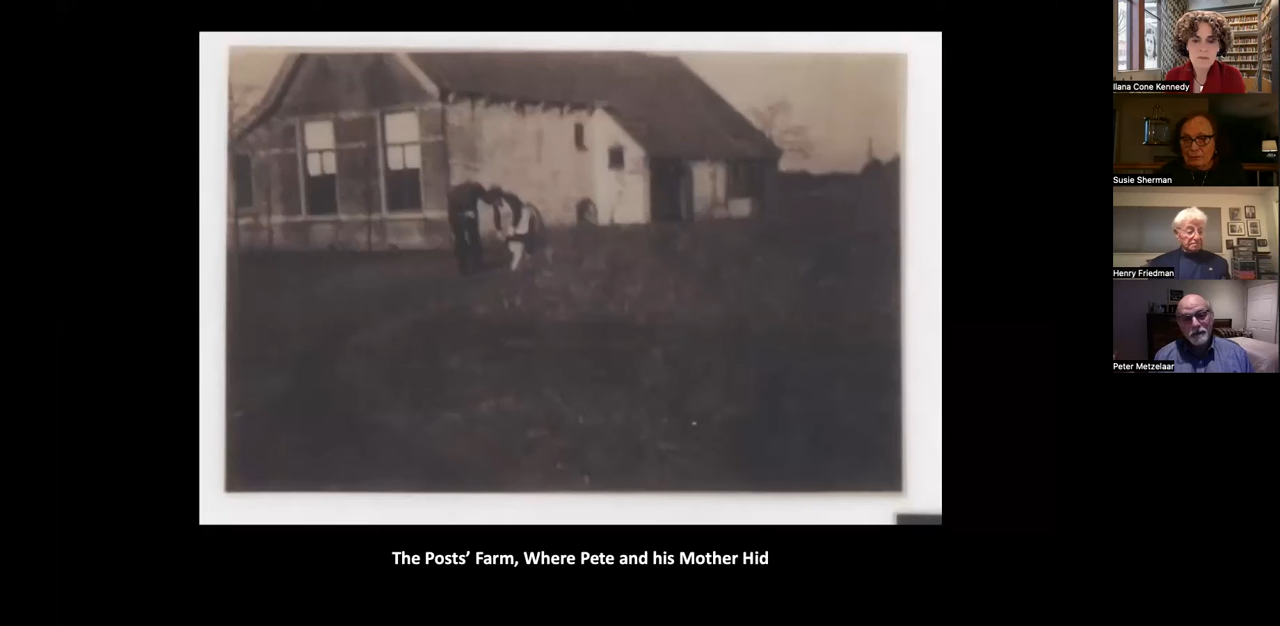 The Posts’ Farm, Where Pete and his Mother Hid
Ilana Cone Kennedy
Susie Sherman
Henry Friedman
Peter Metzelaar